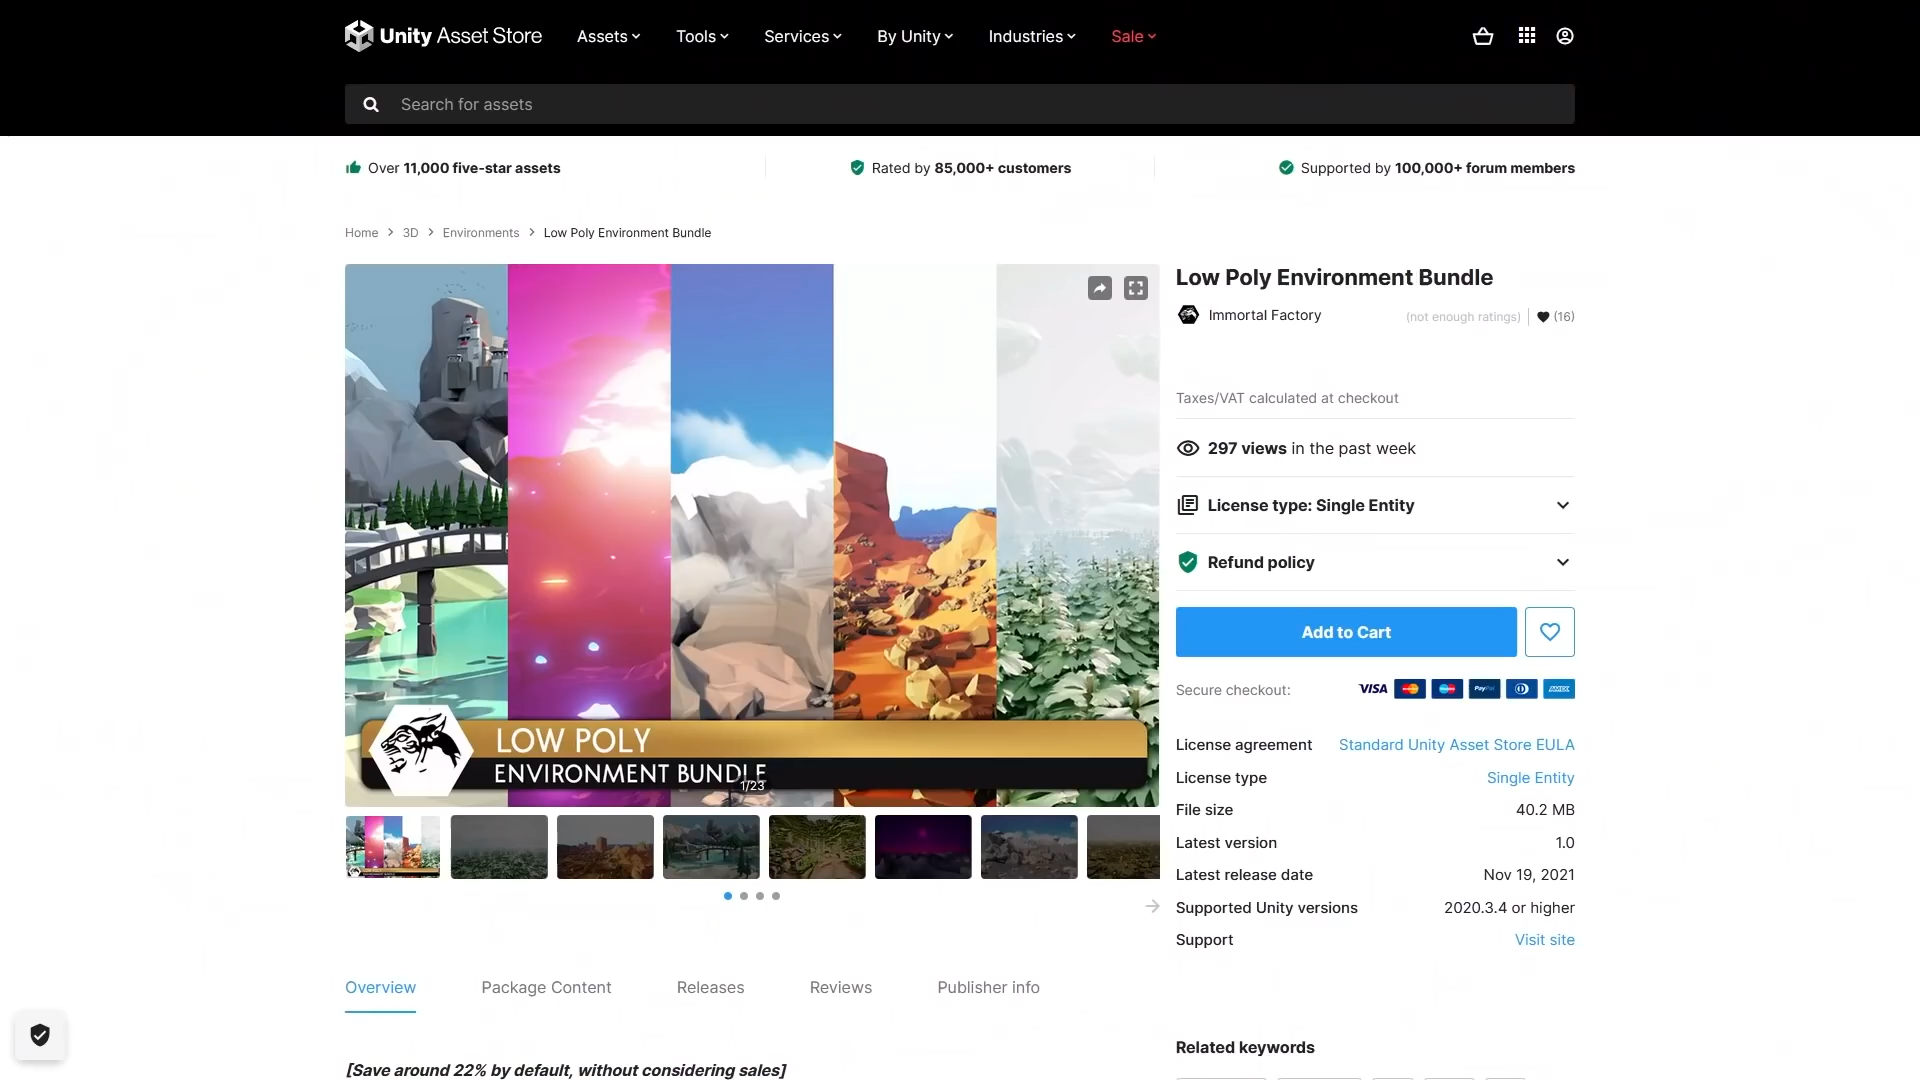 Unity Asset Store
Assets
Tools
Services
By Unity
Industries
Sale
Search for assets
Over 11,000 five-star assets
Rated by 85,000+ customers
Supported by 100,000+ forum members
Home > 3D > Environments > Low Poly Environment Bundle
LOW POLY
ENVIRONMENT BUNDLE
1/23
Low Poly Environment Bundle
Immortal Factory
(not enough ratings)
(16)
Taxes/VAT calculated at checkout
297 views in the past week
License type: Single Entity
Refund policy
Add to Cart
Secure checkout:
VISA
PayPal
AMEX
License agreement Standard Unity Asset Store EULA
License type Single Entity
File size 40.2 MB
Latest version 1.0
Latest release date Nov 19, 2021
Supported Unity versions 2020.3.4 or higher
Support Visit site
Overview
Package Content
Releases
Reviews
Publisher info
[Save around 22% by default, without considering sales]
Related keywords